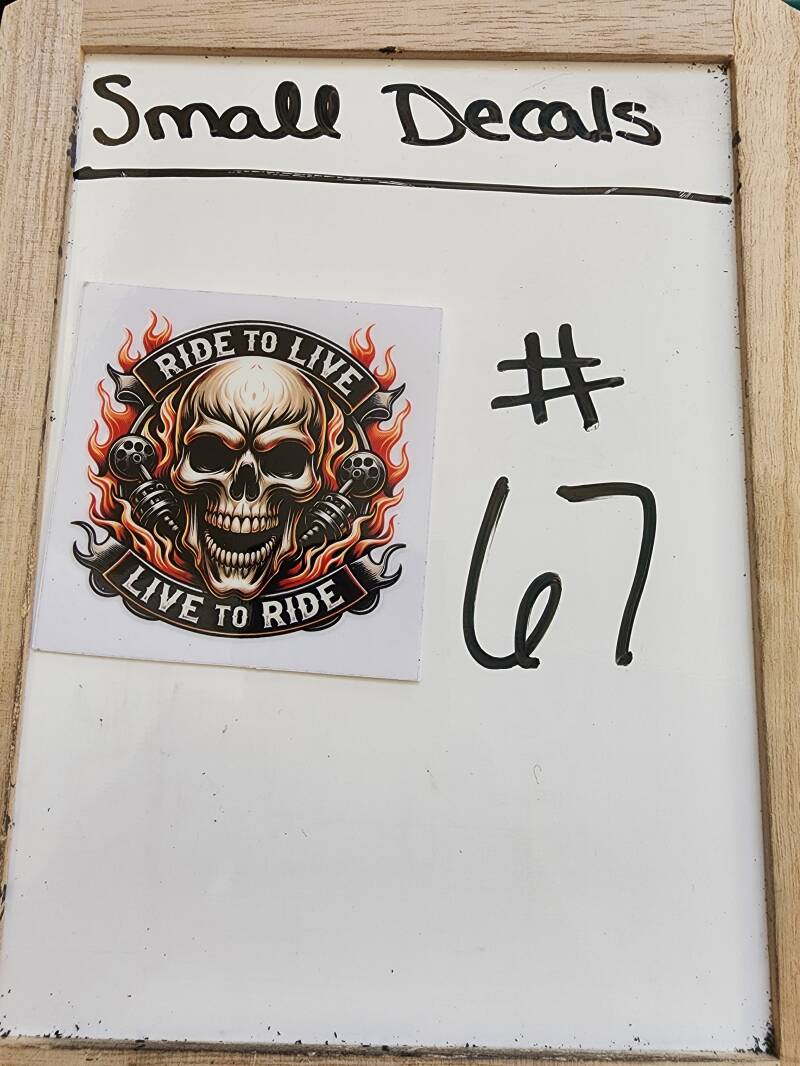 Small Decals
RIDE TO LIVE
LIVE TO RIDE
#
67